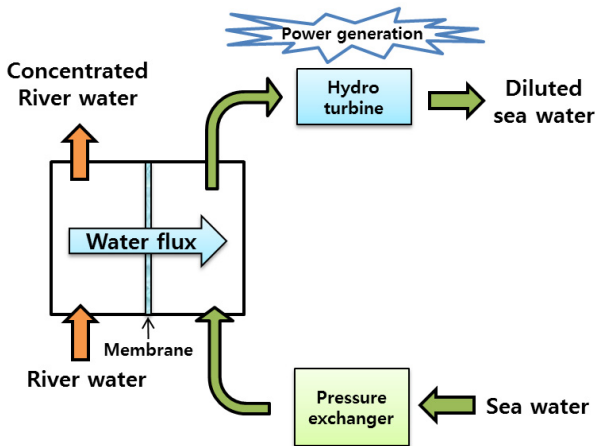 Power generation
Concentrated
River water
Hydro
turbine
Diluted
sea water
Water flux
Membrane
River water
Pressure
exchanger
Sea water